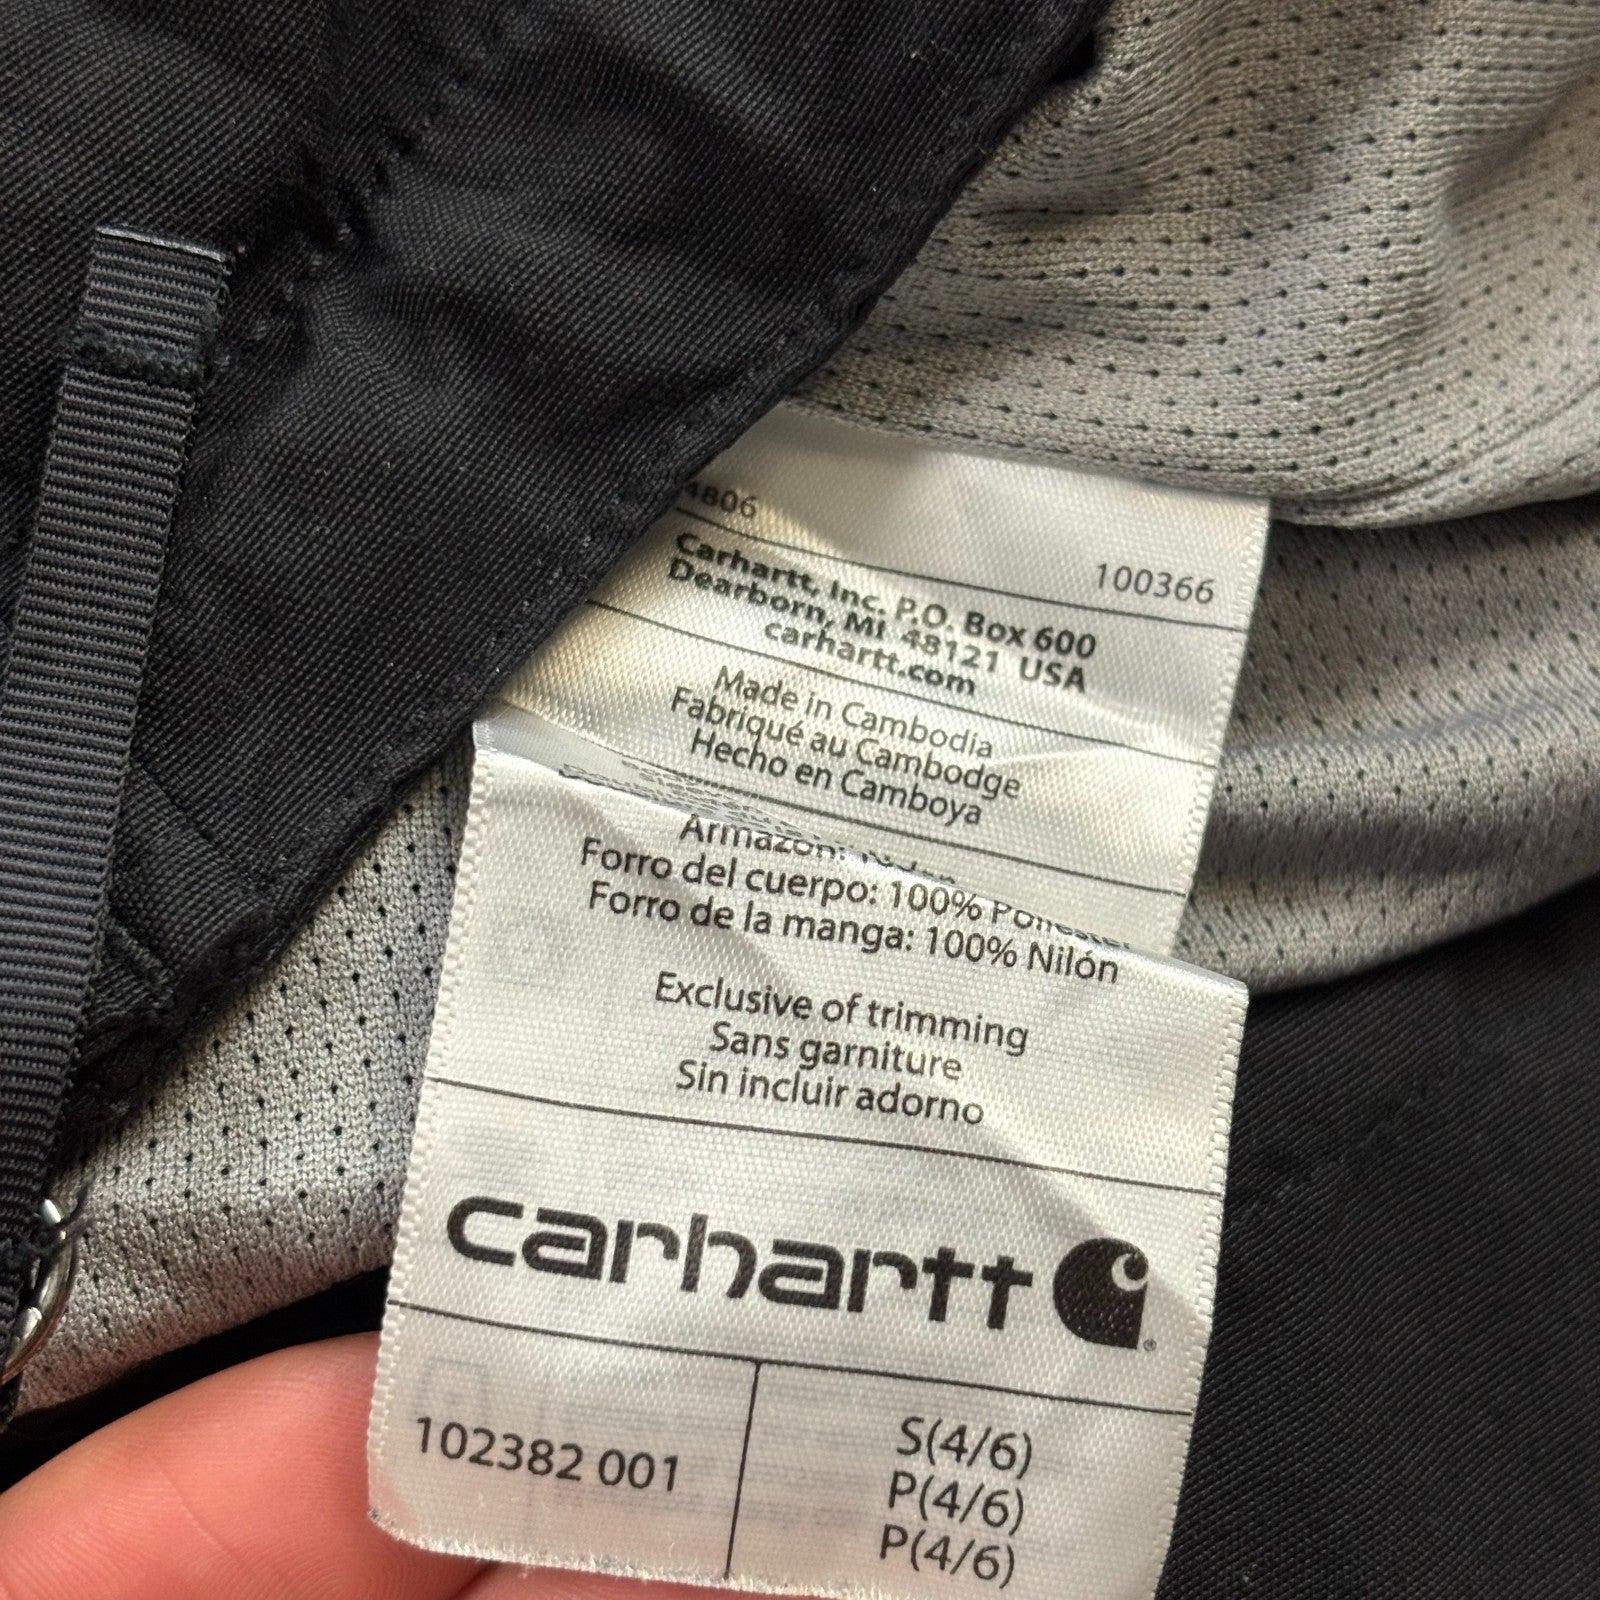 100366
Carhartt, Inc. P.O. Box 600
Dearborn, MI 48121 USA
carhartt.com
Made in Cambodia
Fabriqué au Cambodge
Hecho en Camboya
Armazón:
Forro del cuerpo: 100% Poliéster
Forro de la manga: 100% Nilón
Exclusive of trimming
Sans garniture
Sin incluir adorno
carhartt
102382 001
S(4/6)
P(4/6)
P(4/6)